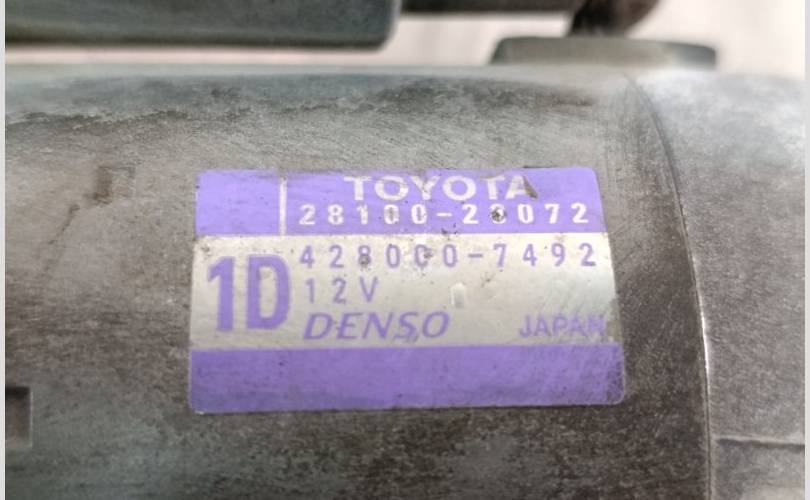 TOYOTA
28100-28072
1D
428000-7492
12V
DENSO JAPAN